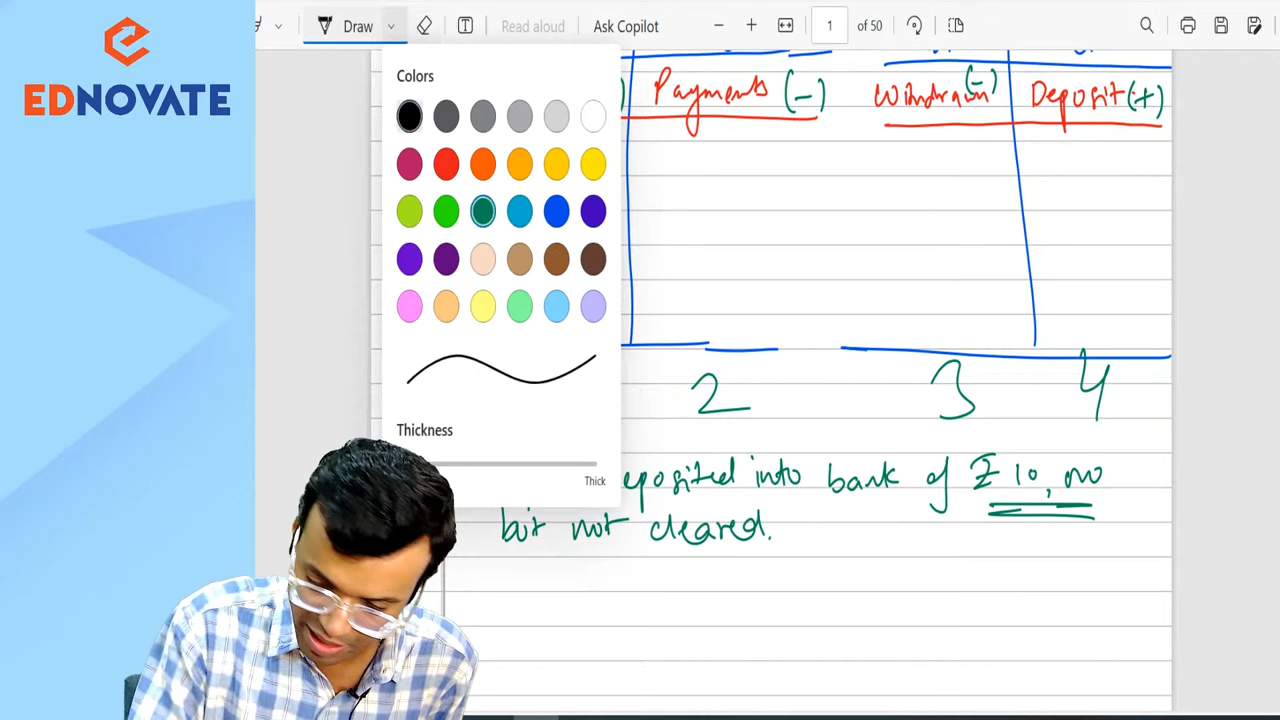 EDNOVATE
Draw
Read aloud
Ask Copilot
1 of 50
Colors
Thickness
Thick
Payments (-)
Withdrawn (-)
Deposit (+)
2 3 4
eposited into bank of ₹ 10,000
but not cleared.